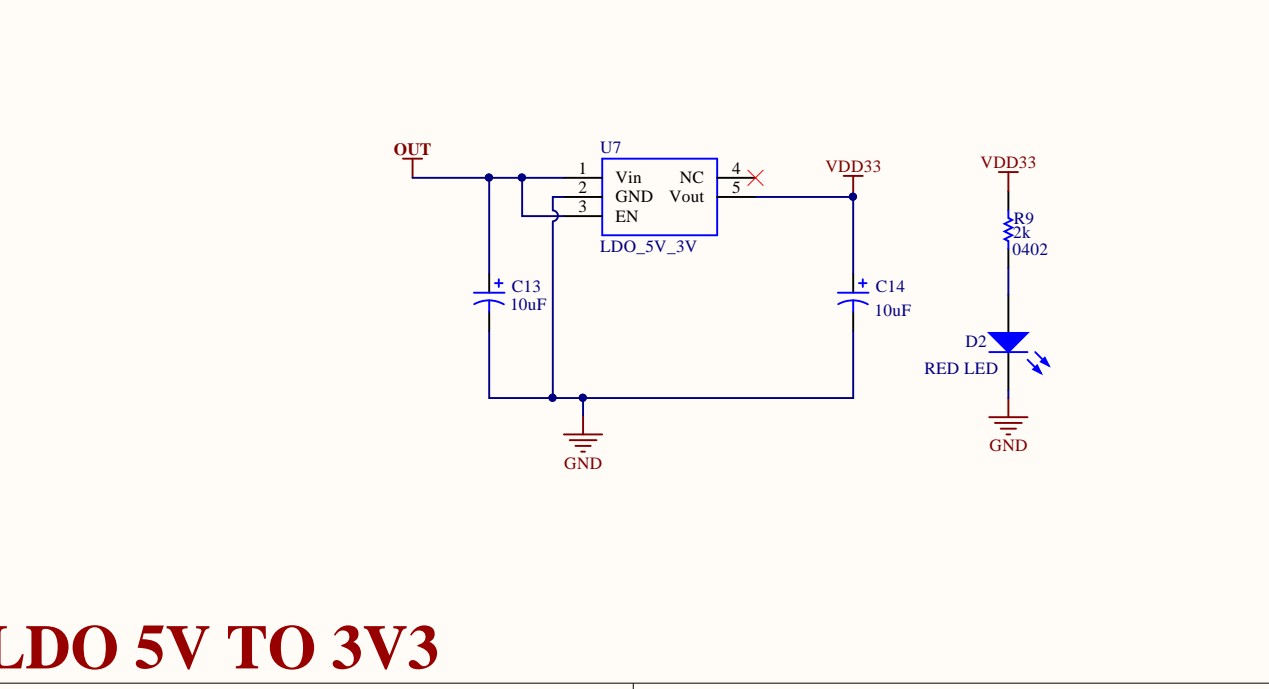 OUT
U7
1
Vin
2
GND
3
EN
NC
4
Vout
5
LDO_5V_3V
C13
10uF
GND
VDD33
C14
10uF
VDD33
R9
2k
0402
D2
RED LED
GND
LDO 5V TO 3V3